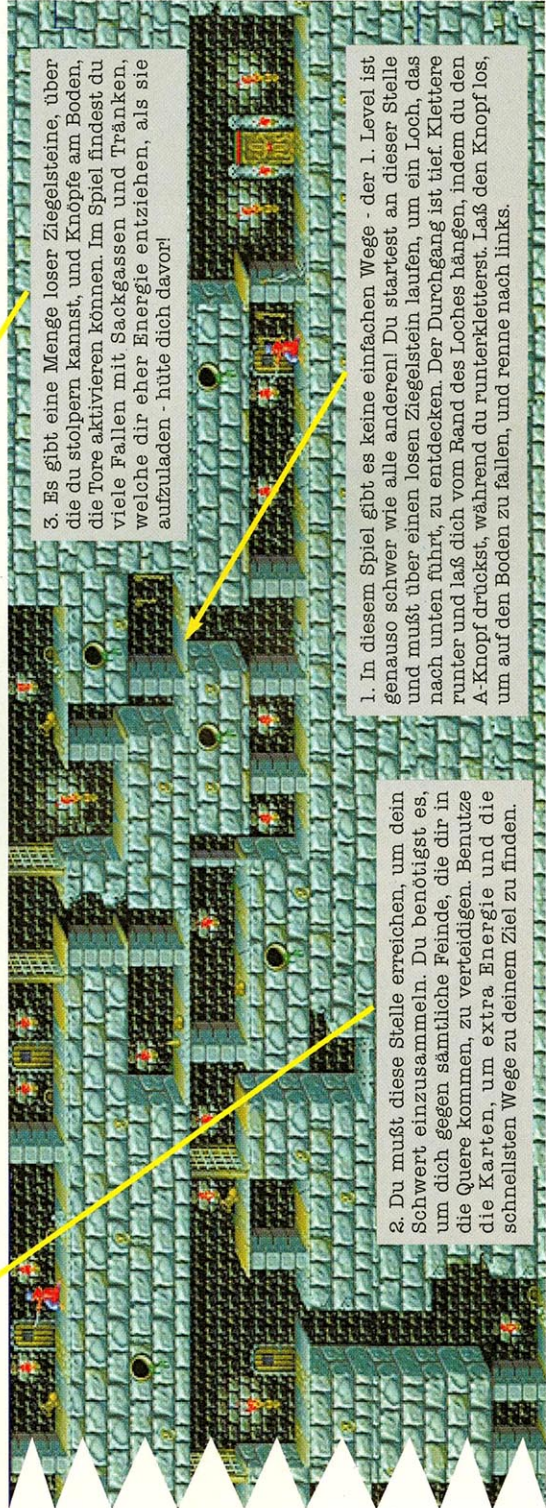 3. Es gibt eine Menge loser Ziegelsteine, über
die du stolpern kannst, und Knöpfe am Boden,
die Tore aktivieren können. Im Spiel findest du
viele Fallen mit Sackgassen und Tränken,
welche dir eher Energie entziehen, als sie
aufzuladen - hüte dich davor!
1. In diesem Spiel gibt es keine einfachen Wege - der 1. Level ist
genauso schwer wie alle anderen! Du startest an dieser Stelle
und mußt über einen losen Ziegelstein laufen, um ein Loch, das
nach unten führt, zu entdecken. Der Durchgang ist tief. Klettere
runter und laß dich vom Rand des Loches hängen, indem du den
A-Knopf drückst, während du runterkletterst. Laß den Knopf los,
um auf den Boden zu fallen, und renne nach links.
2. Du mußt diese Stelle erreichen, um dein
Schwert einzusammeln. Du benötigst es,
um dich gegen sämtliche Feinde, die dir in
die Quere kommen, zu verteidigen. Benutze
die Karten, um extra Energie und die
schnellsten Wege zu deinem Ziel zu finden.